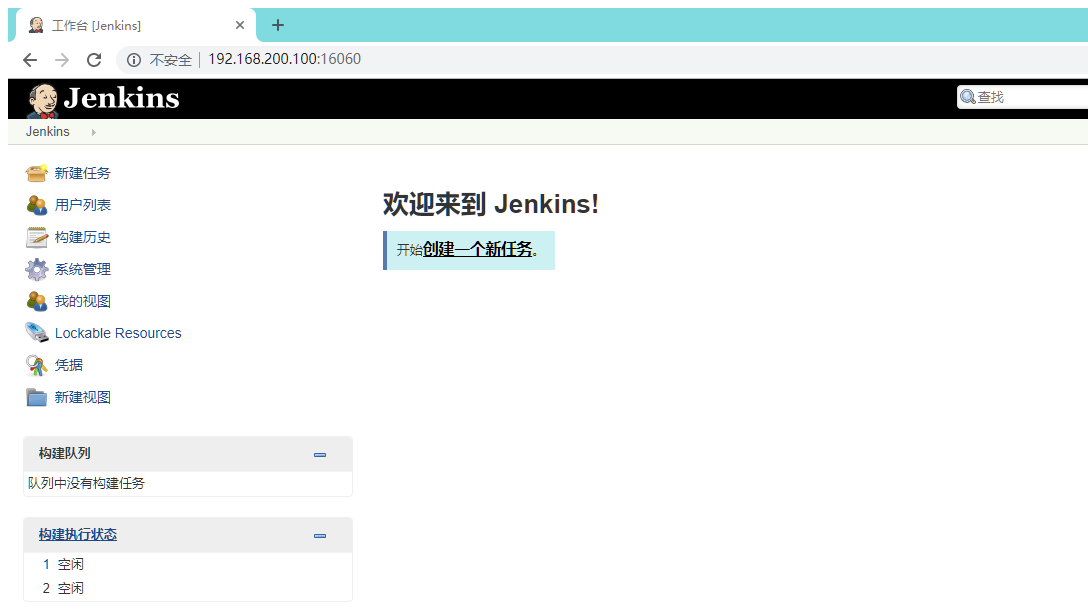 工作台 [Jenkins]
不安全 192.168.200.100:16060
Jenkins
查找
Jenkins
新建任务
用户列表
构建历史
系统管理
我的视图
Lockable Resources
凭据
新建视图
构建队列
队列中没有构建任务
构建执行状态
1 空闲
2 空闲
欢迎来到 Jenkins!
开始创建一个新任务。